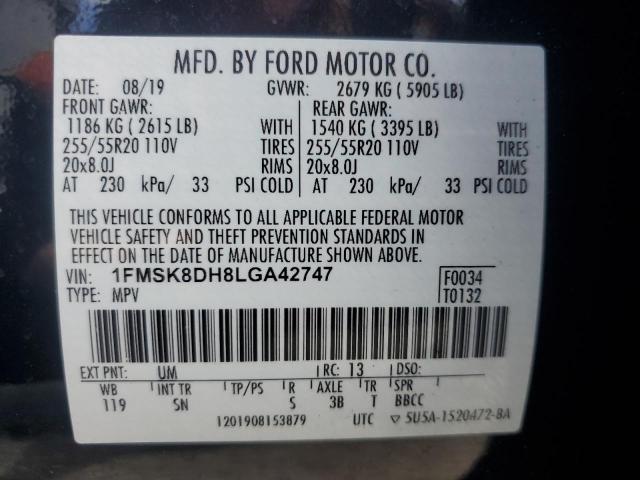 MFD. BY FORD MOTOR CO.
DATE: 08/19 GVWR: 2679 KG ( 5905 LB)
FRONT GAWR: REAR GAWR:
1186 KG ( 2615 LB) WITH 1540 KG ( 3395 LB) WITH
255/55R20 110V TIRES 255/55R20 110V TIRES
20x8.0J RIMS 20x8.0J RIMS
AT 230 kPa/ 33 PSI COLD AT 230 kPa/ 33 PSI COLD
THIS VEHICLE CONFORMS TO ALL APPLICABLE FEDERAL MOTOR
VEHICLE SAFETY AND THEFT PREVENTION STANDARDS IN
EFFECT ON THE DATE OF MANUFACTURE SHOWN ABOVE.
VIN: 1FMSK8DH8LGA42747 F0034
TYPE: MPV T0132
EXT PNT: UM RC: 13 DSO:
WB INT TR TP/PS R AXLE TR SPR
119 SN S 3B T BBCC
1201908153879 UTC ▽ 5U5A-1520472-BA